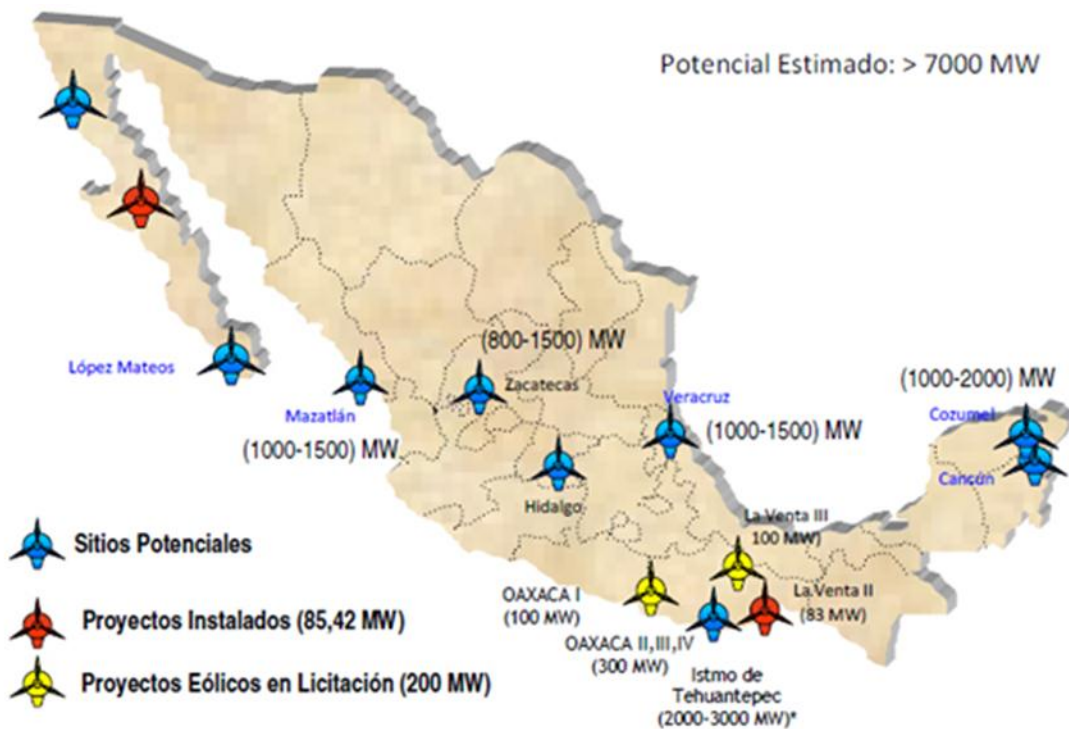 Potencial Estimado: > 7000 MW
(800-1500) MW
Zacatecas
López Mateos
Mazatlán
(1000-1500) MW
Veracruz
(1000-1500) MW
(1000-2000) MW
Cozumel
Cancún
Hidalgo
La Venta III
100 MW)
Sitios Potenciales
OAXACA I
(100 MW)
La Venta II
(83 MW)
Proyectos Instalados (85,42 MW)
OAXACA II,III,IV
(300 MW)
Proyectos Eólicos en Licitación (200 MW)
Istmo de
Tehuantepec
(2000-3000 MW)*